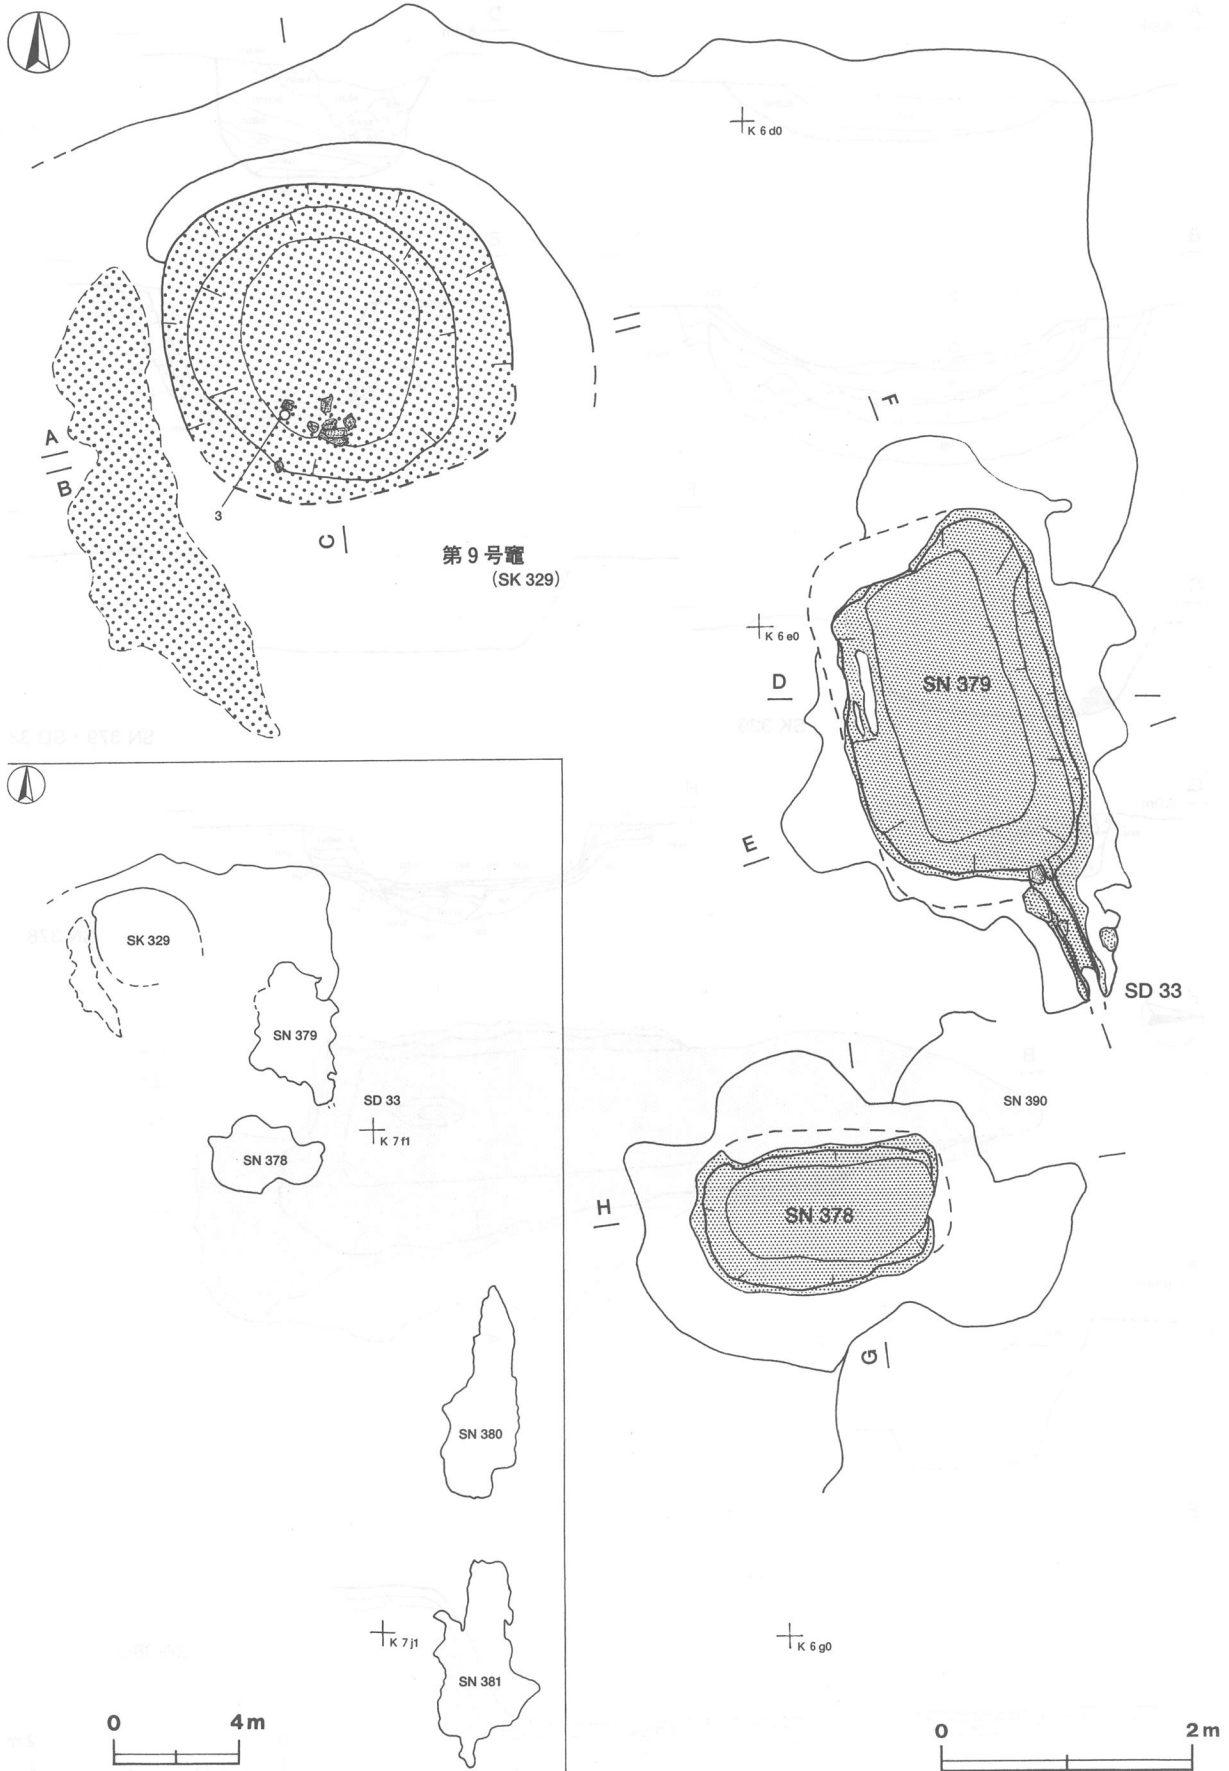 K 6 d0
F
A
B
3
C
第 9 号竈
(SK 329)
K 6 e0
D
SN 379
E
SD 33
SN 390
H
SN 378
G
K 6 g0
0 2 m
SK 329
SN 379
SD 33
K 7 f1
SN 378
SN 380
K 7 j1
SN 381
0 4 m